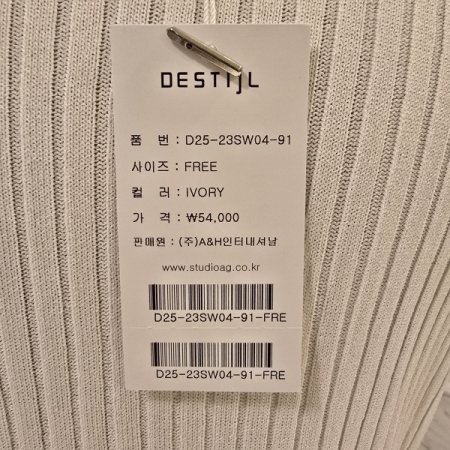 DESTIJL
품 번 : D25-23SW04-91
사이즈 : FREE
컬 러 : IVORY
가 격 : ₩54,000
판매원 : (주)A&H인터내셔날
www.studioag.co.kr
D25-23SW04-91-FRE
D25-23SW04-91-FRE